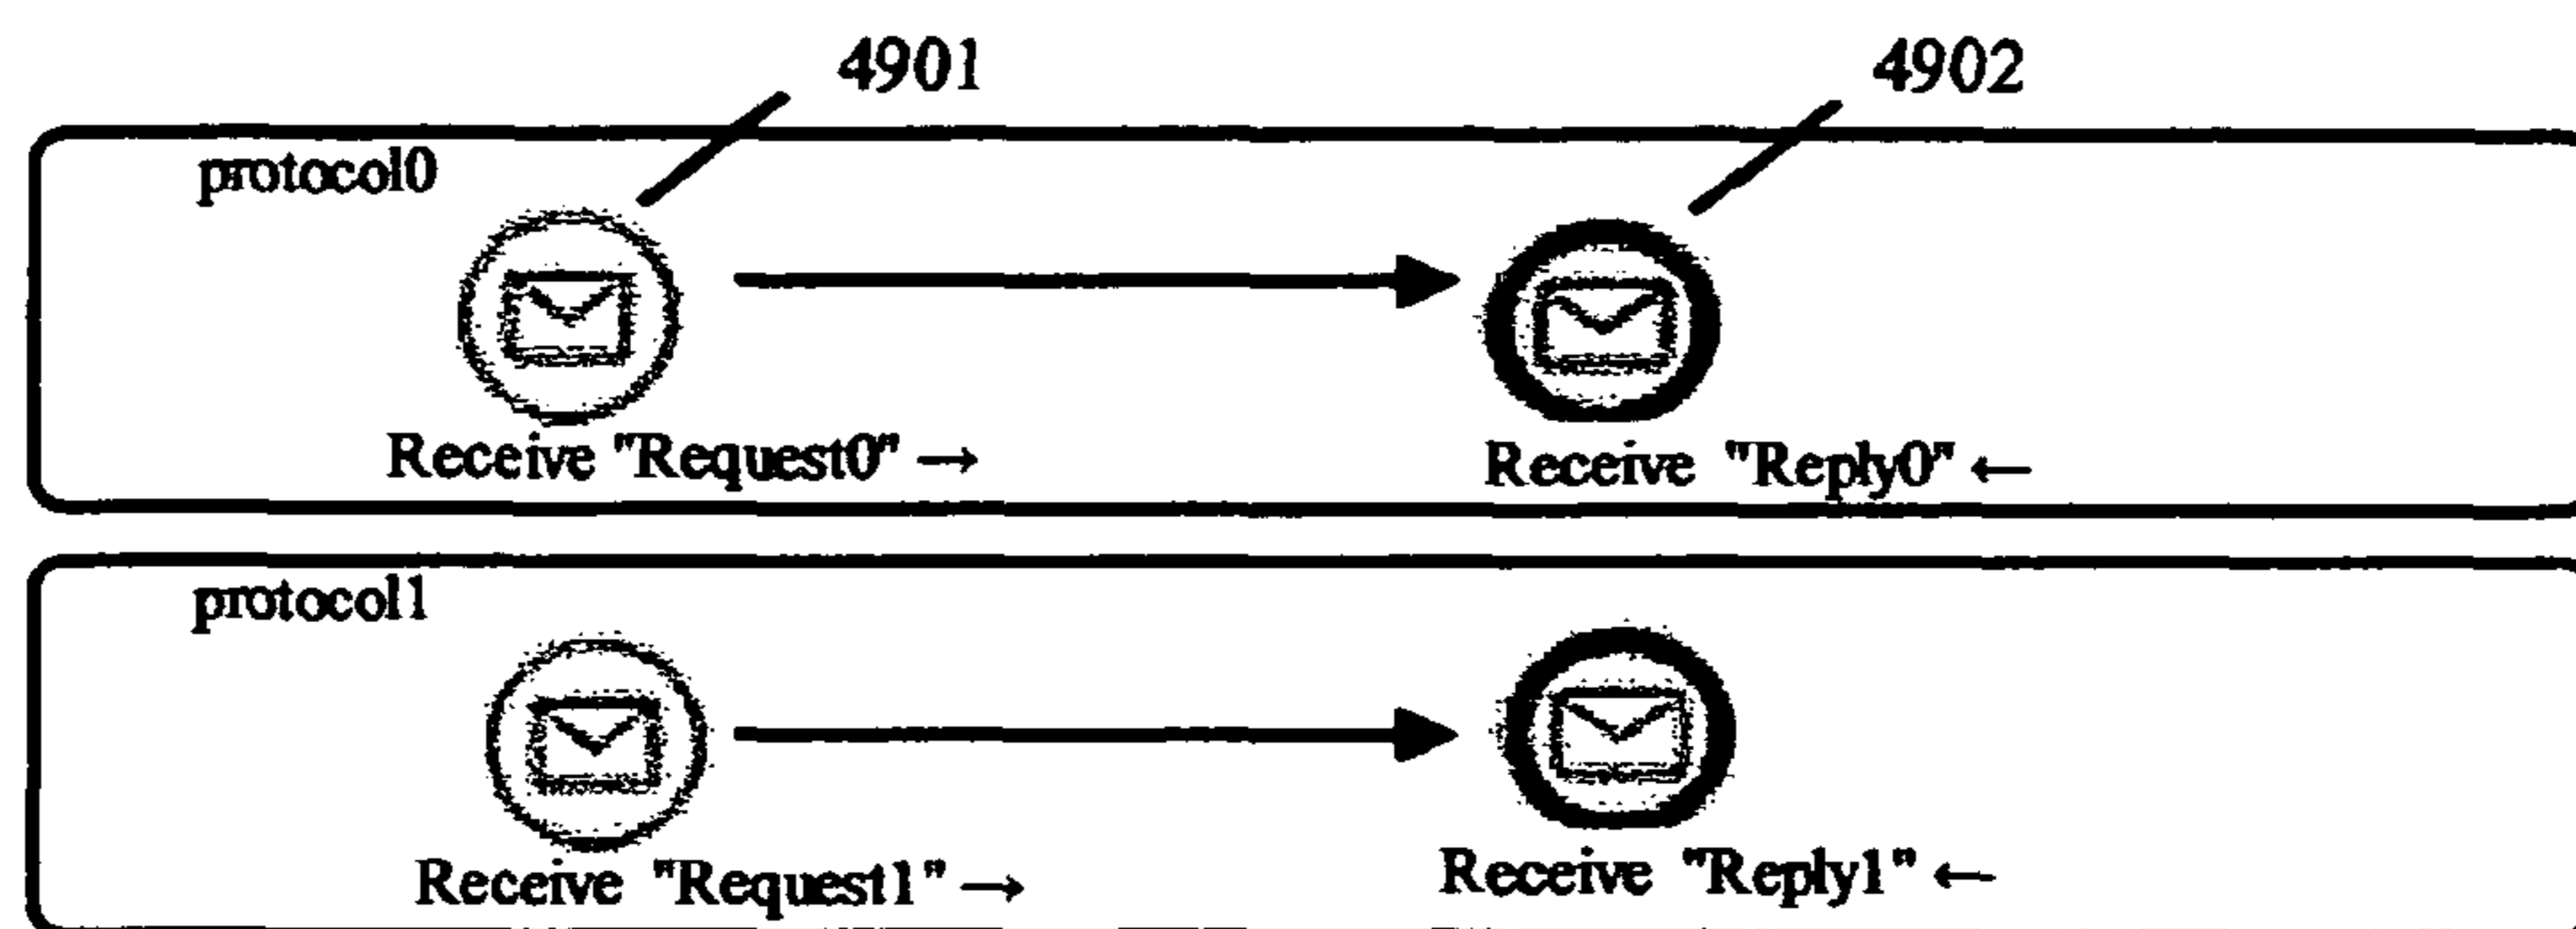 4901 4902
protocol0
Receive "Request0" → Receive "Reply0" ←
protocol1
Receive "Request1" → Receive "Reply1" ←